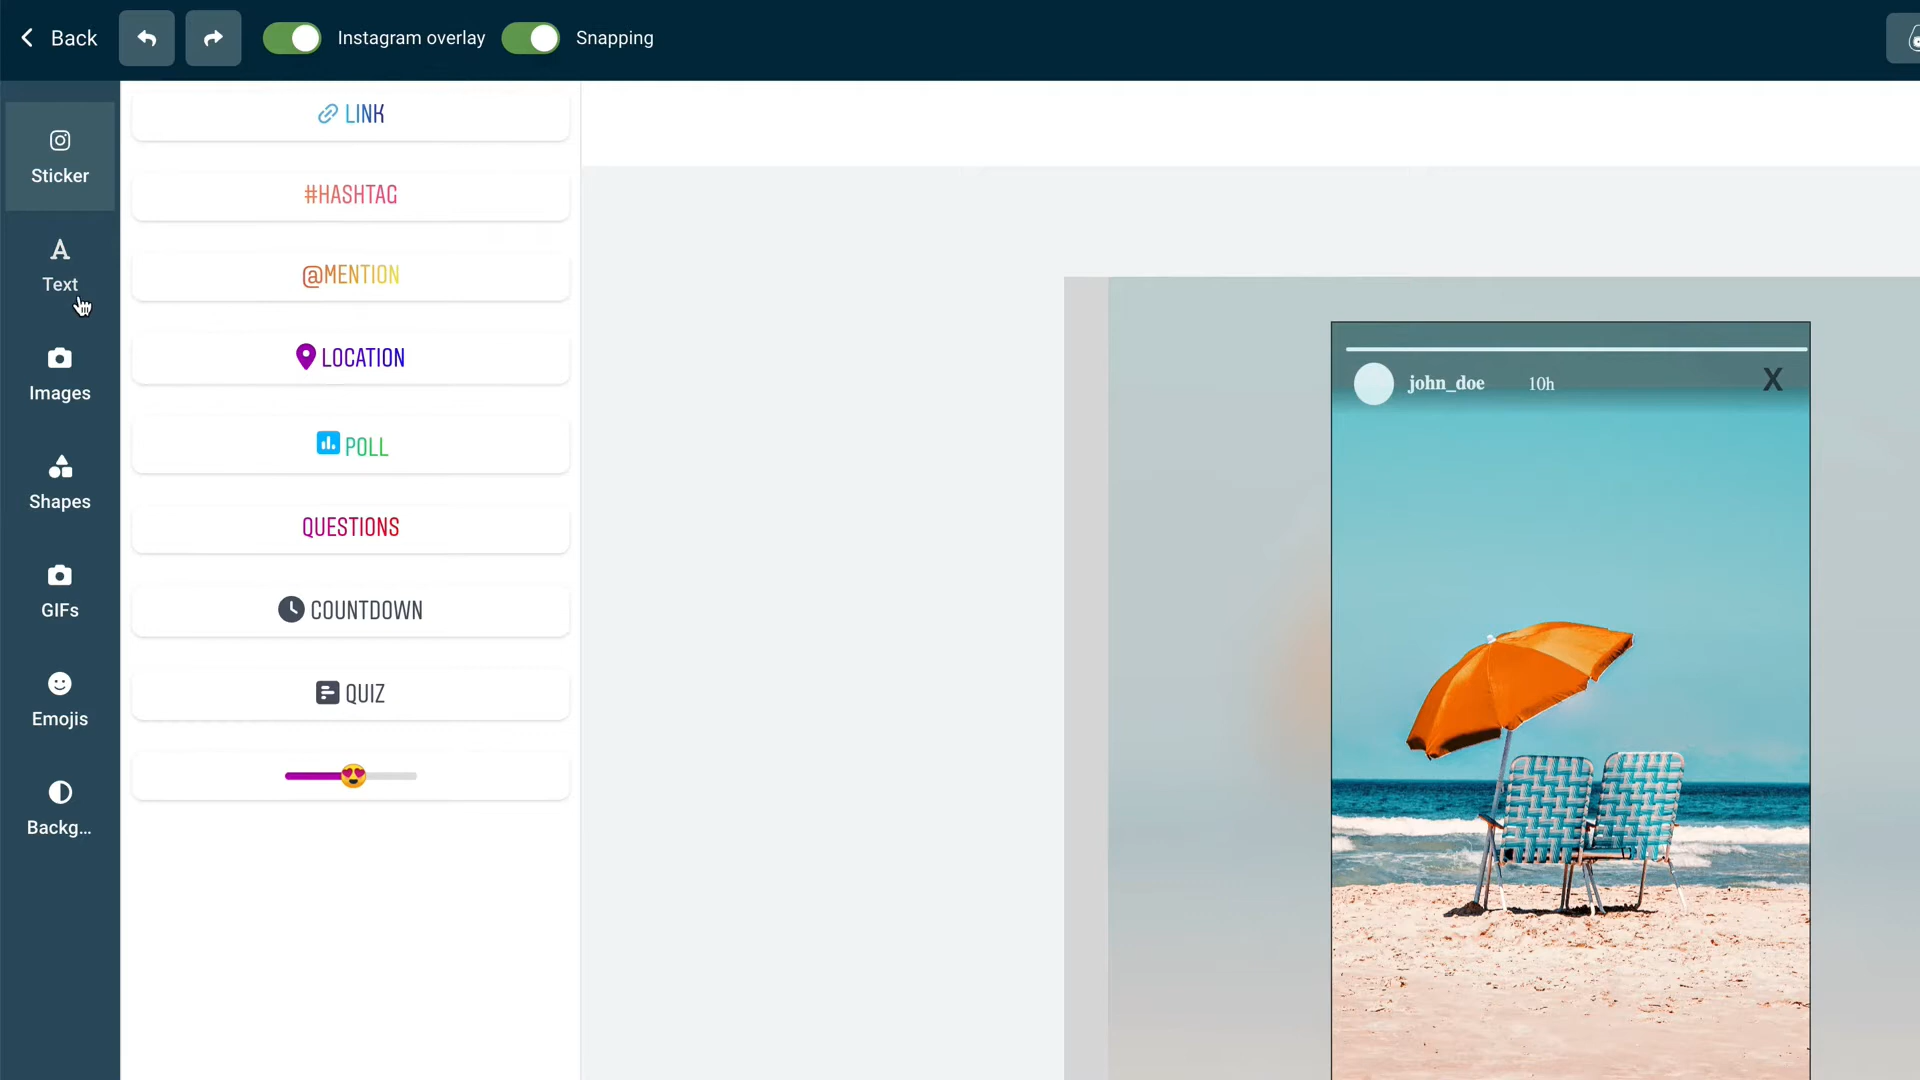 Back
Instagram overlay
Snapping
Sticker
Text
Images
Shapes
GIFs
Emojis
Backg...
LINK
#HASHTAG
@MENTION
LOCATION
POLL
QUESTIONS
COUNTDOWN
QUIZ
john_doe 10h X